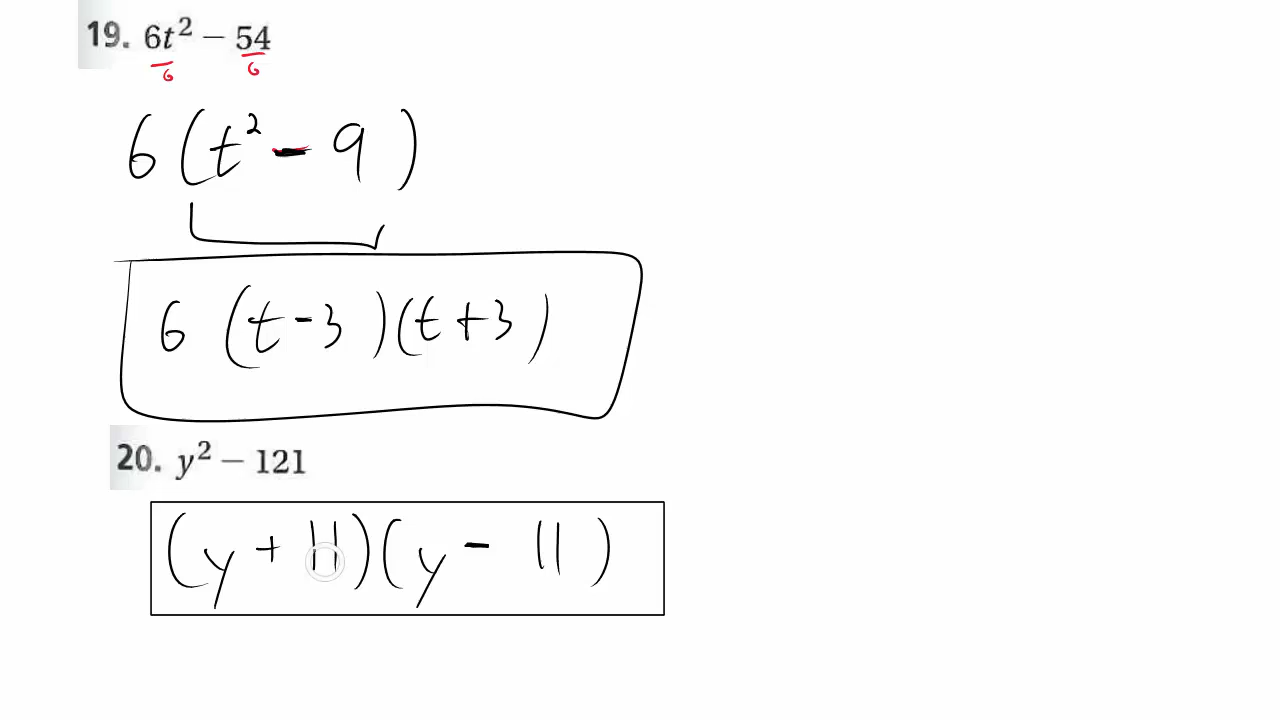 19. 6t² − 54
6 6
6 (t² - 9)
6 (t - 3)(t + 3)
20. y² − 121
(y + 11)(y - 11)